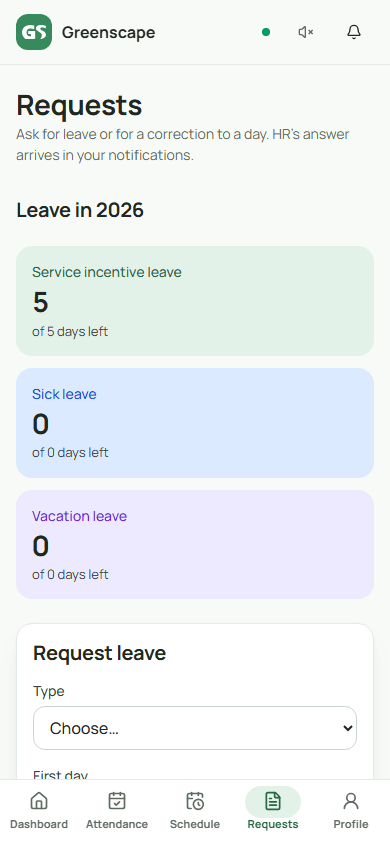 GS Greenscape
Requests
Ask for leave or for a correction to a day. HR's answer
arrives in your notifications.
Leave in 2026
Service incentive leave
5
of 5 days left
Sick leave
0
of 0 days left
Vacation leave
0
of 0 days left
Request leave
Type
Choose...
First day
Dashboard Attendance Schedule Requests Profile